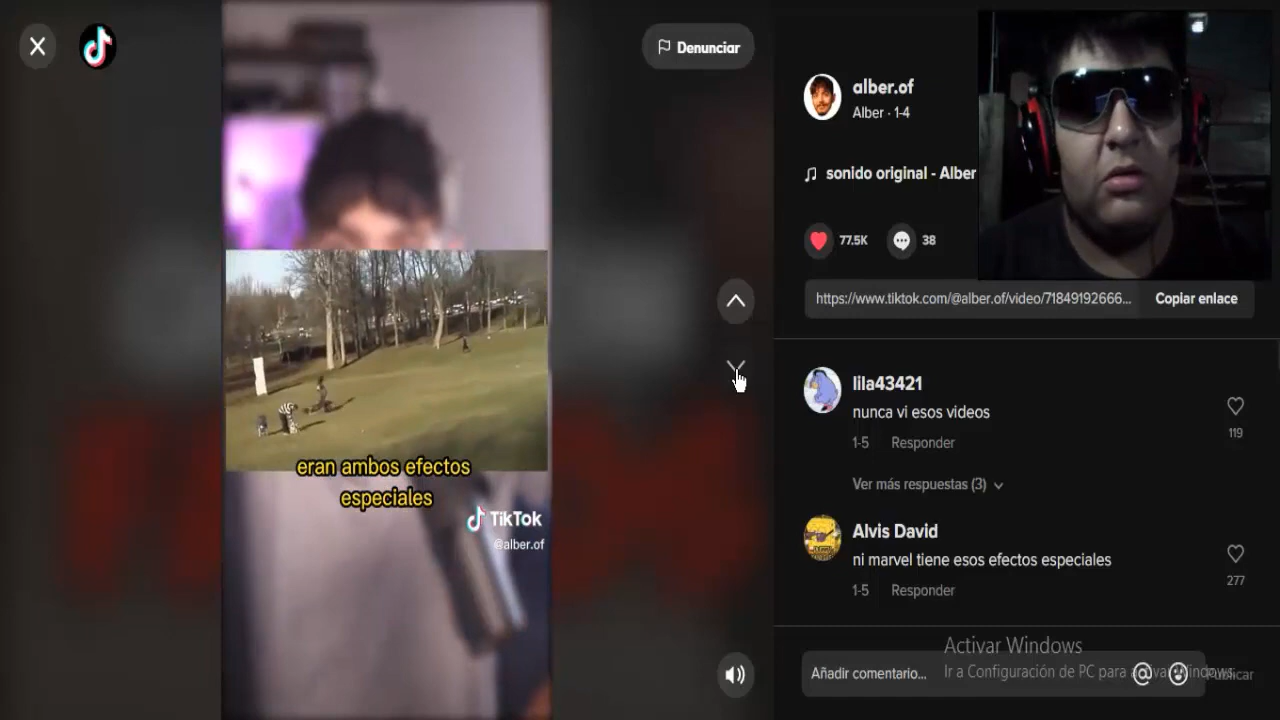 Denunciar
alber.of
Alber · 1-4
sonido original - Alber
77.5K
38
https://www.tiktok.com/@alber.of/video/71849192666...
Copiar enlace
eran ambos efectos
especiales
TikTok
@alber.of
lila43421
nunca vi esos videos
119
1-5 Responder
Ver más respuestas (3)
Alvis David
ni marvel tiene esos efectos especiales
277
1-5 Responder
Activar Windows
Ir a Configuración de PC para activar Windows.
Añadir comentario...
Publicar